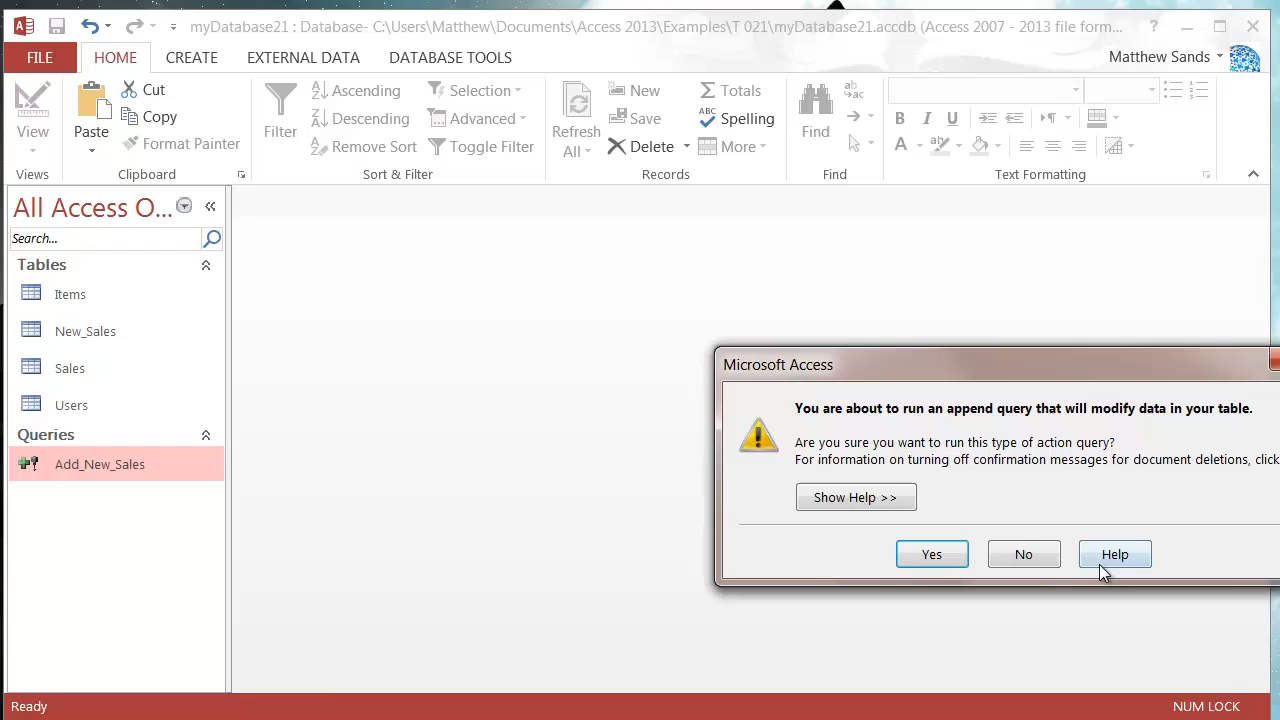 myDatabase21 : Database- C:\Users\Matthew\Documents\Access 2013\Examples\T 021\myDatabase21.accdb (Access 2007 - 2013 file form... ?
FILE HOME CREATE EXTERNAL DATA DATABASE TOOLS Matthew Sands
View
Views
Paste
Cut
Copy
Format Painter
Clipboard
Filter
Ascending
Descending
Remove Sort
Selection
Advanced
Toggle Filter
Sort & Filter
Refresh
All
New
Save
Delete
Totals
ABC
Spelling
More
Records
Find
ab
ac
Find
B I U
A ab
Text Formatting
All Access O...
Search...
Tables
Items
New_Sales
Sales
Users
Queries
Add_New_Sales
Microsoft Access
You are about to run an append query that will modify data in your table.
Are you sure you want to run this type of action query?
For information on turning off confirmation messages for document deletions, click
Show Help >>
Yes No Help
Ready NUM LOCK